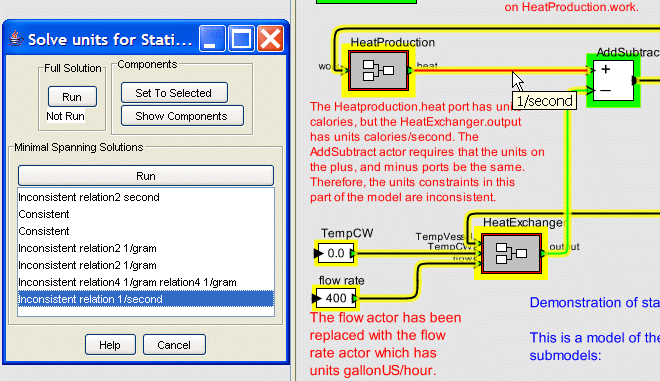 Solve units for Stati...
Full Solution
Run
Not Run
Components
Set To Selected
Show Components
Minimal Spanning Solutions
Run
Inconsistent relation2 second
Consistent
Consistent
Inconsistent relation2 1/gram
Inconsistent relation2 1/gram
Inconsistent relation4 1/gram relation4 1/gram
Inconsistent relation 1/second
Help
Cancel
on HeatProduction.work.
HeatProduction
work
heat
AddSubtract
+
–
1/second
The Heatproduction.heat port has uni
calories, but the HeatExchanger.output
has units calories/second. The
AddSubtract actor requires that the units on
the plus, and minus ports be the same.
Therefore, the units constraints in this
part of the model are inconsistent.
HeatExchanger
TempVessel
TempCW
flow
output
TempCW
0.0
flow rate
400
The flow actor has been
replaced with the flow
rate actor which has
units gallonUS/hour.
Demonstration of sta
This is a model of the
submodels: